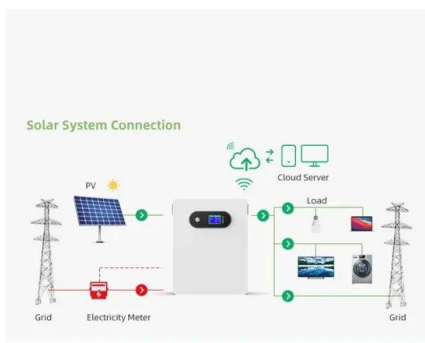 Solar System Connection
PV
Cloud Server
Load
Grid
Electricity Meter
Grid